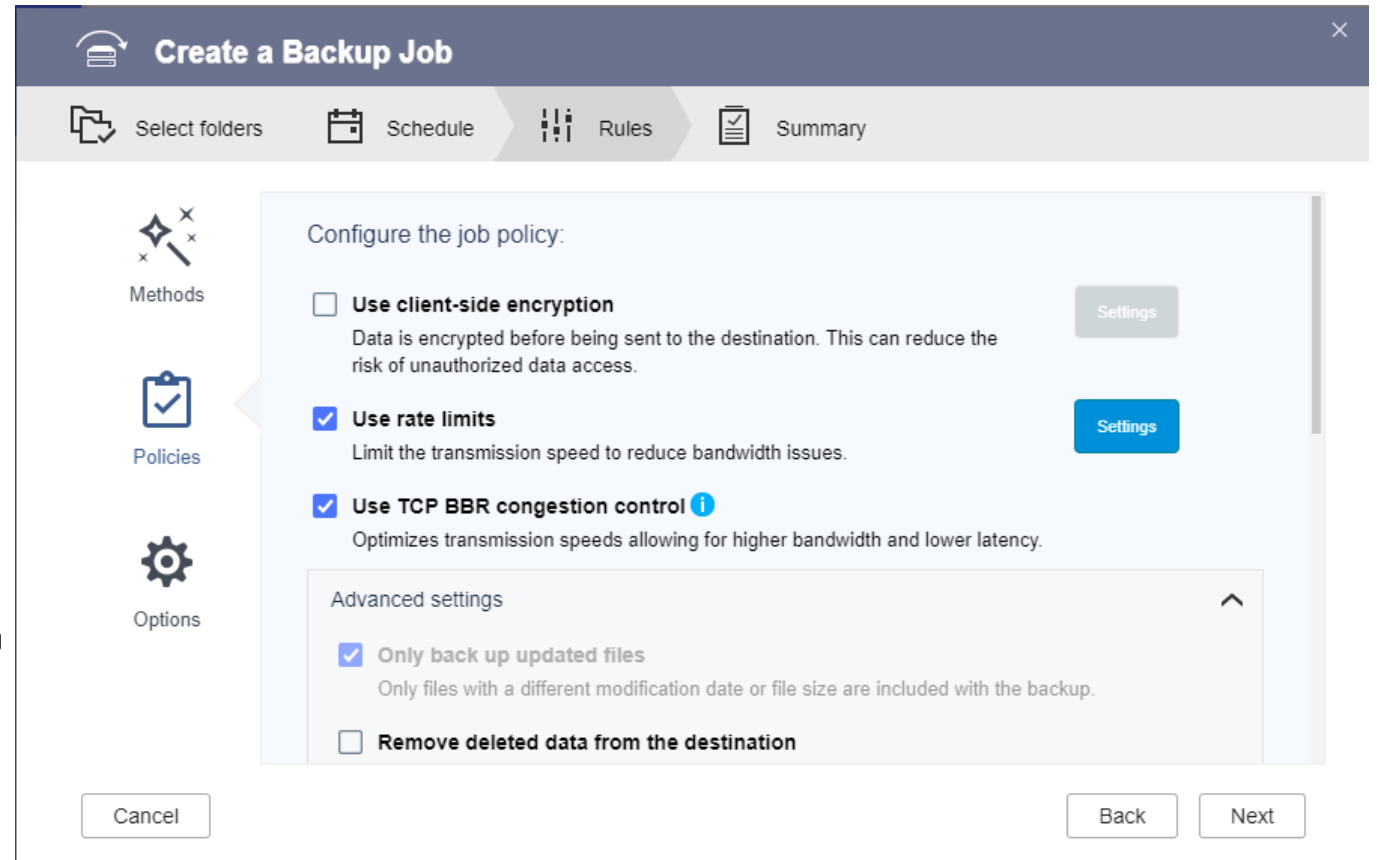 Create a Backup Job
Select folders
Schedule
Rules
Summary
Methods
Policies
Options
Configure the job policy:
Use client-side encryption
Settings
Data is encrypted before being sent to the destination. This can reduce the
risk of unauthorized data access.
Use rate limits
Settings
Limit the transmission speed to reduce bandwidth issues.
Use TCP BBR congestion control
Optimizes transmission speeds allowing for higher bandwidth and lower latency.
Advanced settings
Only back up updated files
Only files with a different modification date or file size are included with the backup.
Remove deleted data from the destination
Cancel
Back
Next